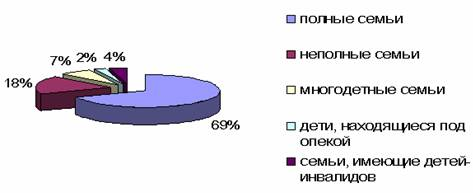 полные семьи
неполные семьи
многодетные семьи
дети, находящиеся под
опекой
семьи, имеющие детей-
инвалидов
7% 2% 4%
18%
69%